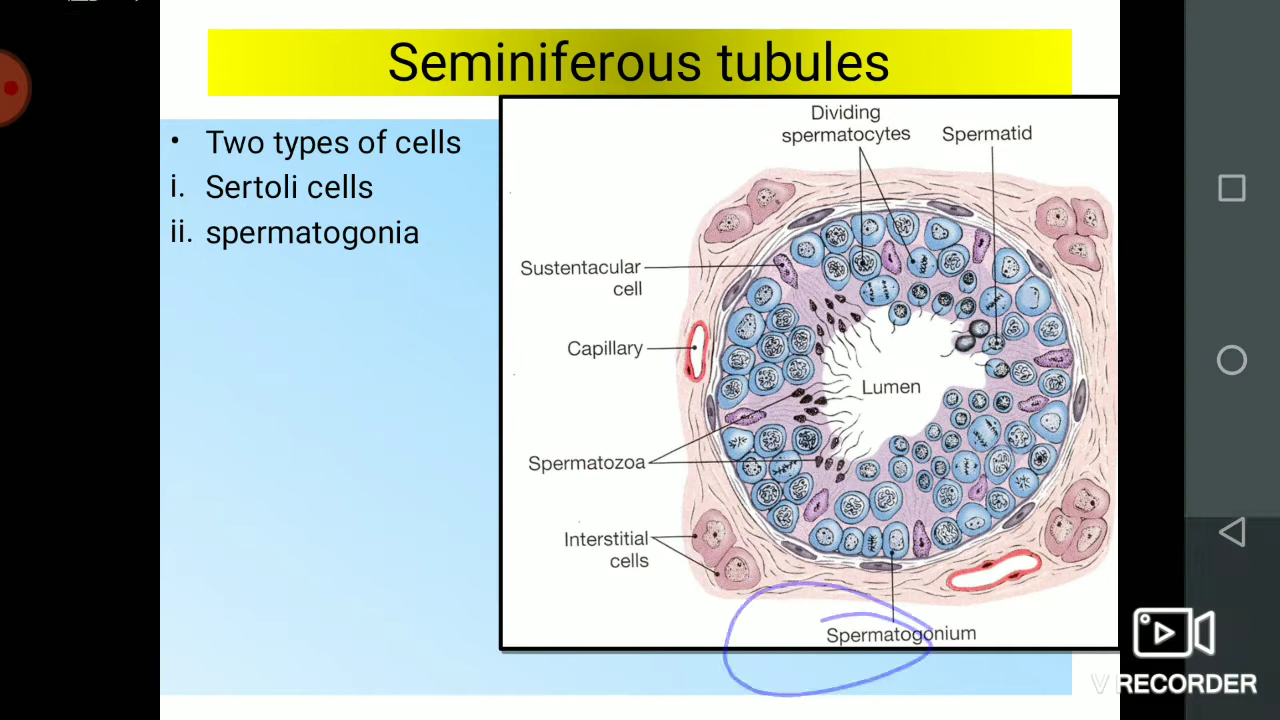 Seminiferous tubules
• Two types of cells
i. Sertoli cells
ii. spermatogonia
Dividing
spermatocytes
Spermatid
Sustentacular
cell
Capillary
Lumen
Spermatozoa
Interstitial
cells
Spermatogonium
V RECORDER